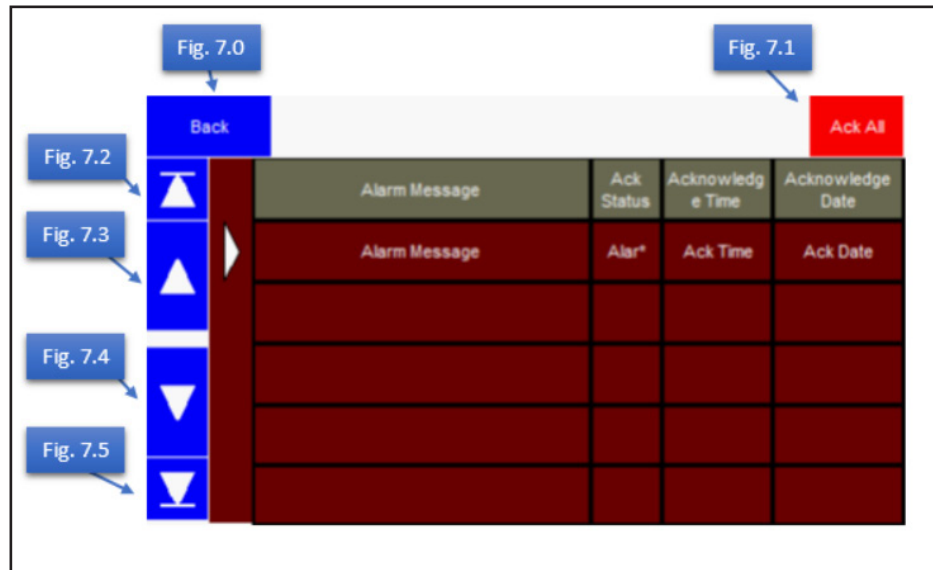 Fig. 7.0
Fig. 7.1
Back
Ack All
Fig. 7.2
Alarm Message
Ack
Status
Acknowledg
e Time
Acknowledge
Date
Fig. 7.3
Alarm Message
Alar*
Ack Time
Ack Date
Fig. 7.4
Fig. 7.5